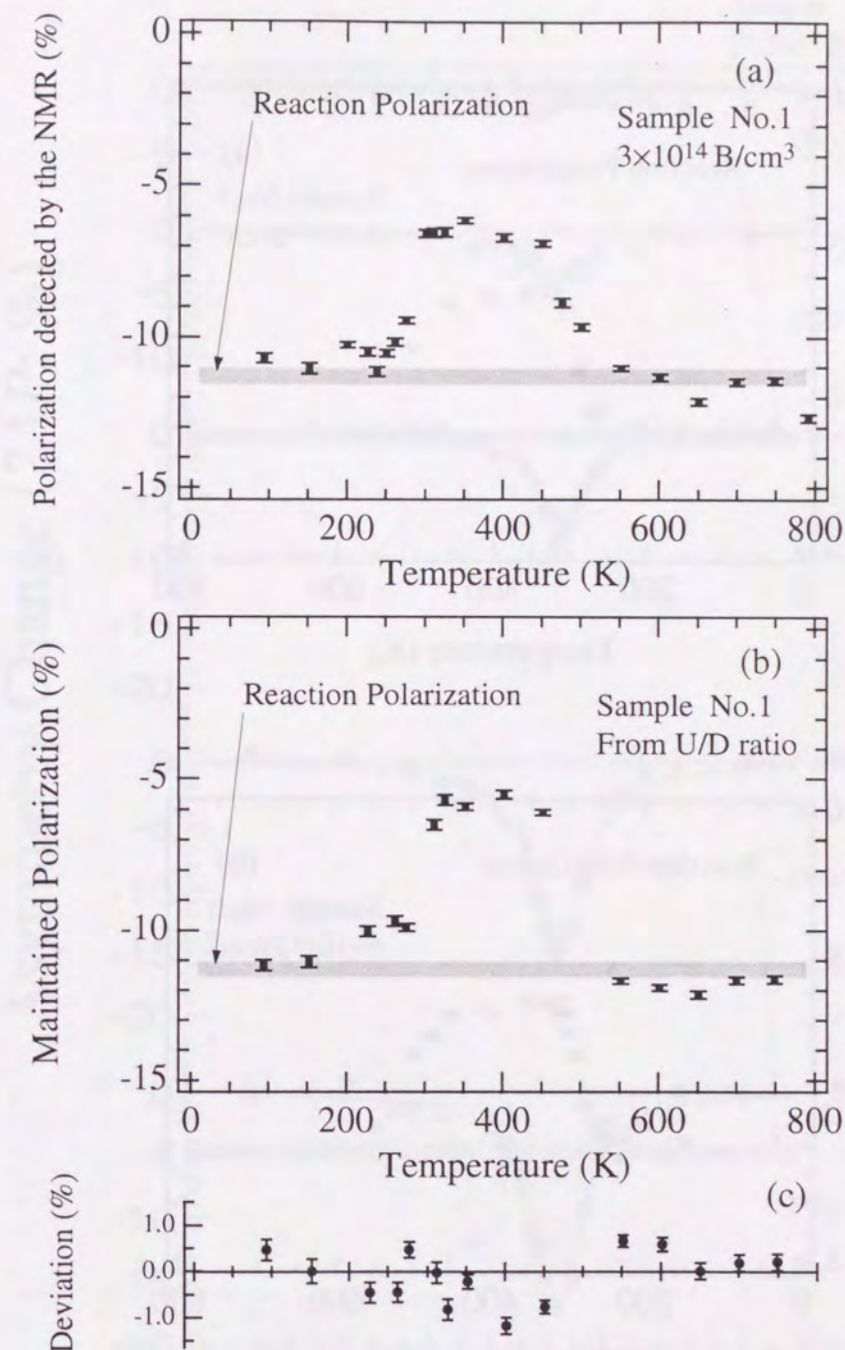 Polarization detected by the NMR (%)
0
-5
-10
-15
(a)
Reaction Polarization
Sample No.1
3×10¹⁴ B/cm³
0
200
400
600
800
Temperature (K)
Maintained Polarization (%)
0
-5
-10
-15
(b)
Reaction Polarization
Sample No.1
From U/D ratio
0
200
400
600
800
Temperature (K)
(c)
Deviation (%)
1.0
0.0
-1.0